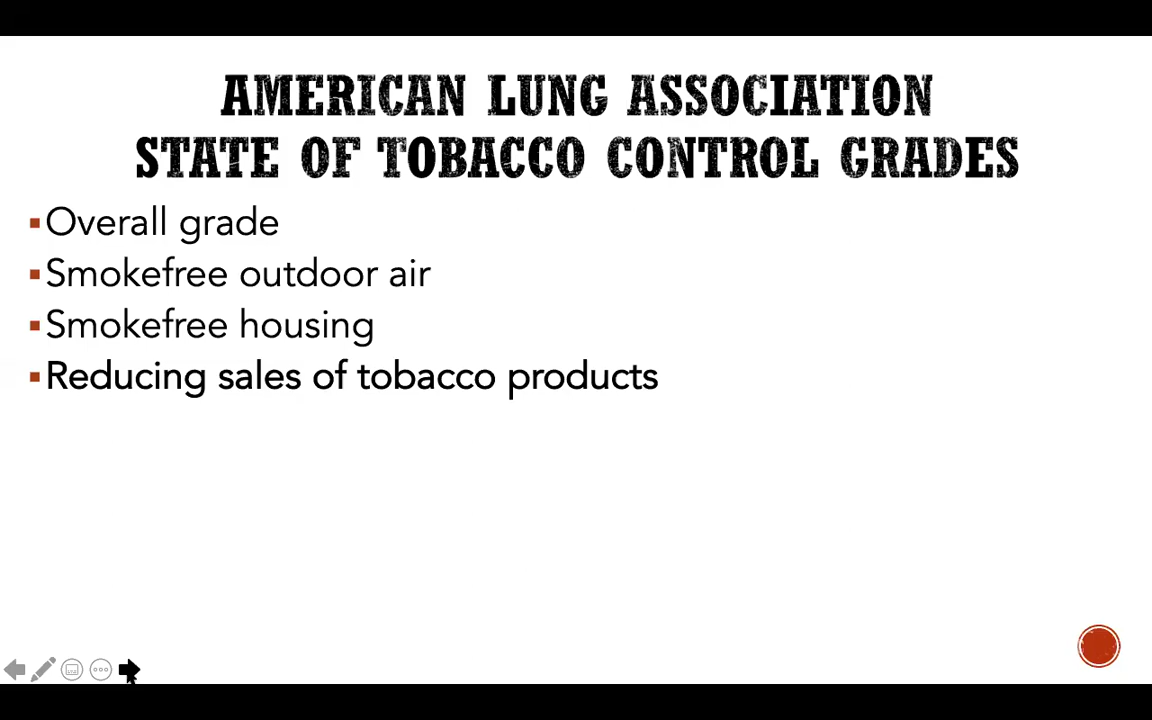 AMERICAN LUNG ASSOCIATION
STATE OF TOBACCO CONTROL GRADES
▪Overall grade
▪Smokefree outdoor air
▪Smokefree housing
▪Reducing sales of tobacco products